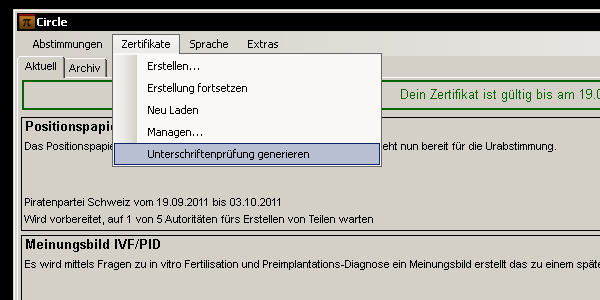 Circle
Abstimmungen Zertifikate Sprache Extras
Aktuell Archiv
Erstellen...
Erstellung fortsetzen
Neu Laden
Managen...
Unterschriftenprüfung generieren
Dein Zertifikat ist gültig bis am 19.0
Positionspapi
Das Positionspapie eht nun bereit für die Urabstimmung.
Piratenpartei Schweiz vom 19.09.2011 bis 03.10.2011
Wird vorbereitet, auf 1 von 5 Autoritäten fürs Erstellen von Teilen warten
Meinungsbild IVF/PID
Es wird mittels Fragen zu in vitro Fertilisation und Preimplantations-Diagnose ein Meinungsbild erstellt das zu einem späte